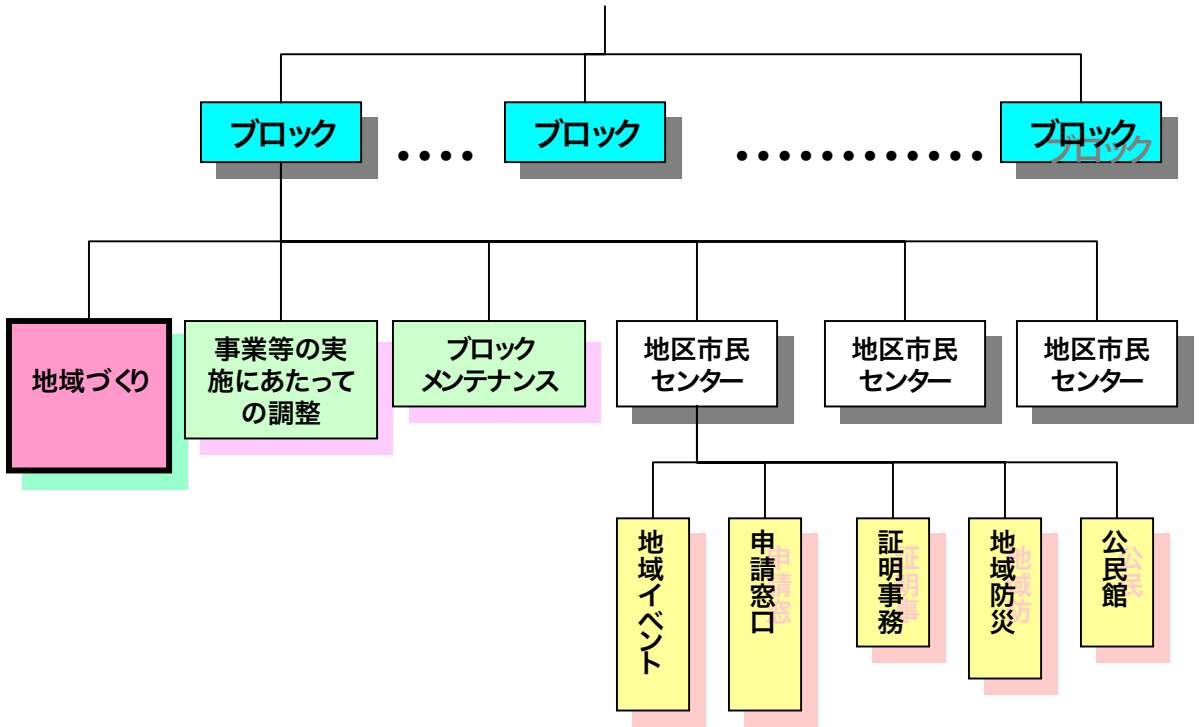 ブロック
ブロック
ブロック
地域づくり
事業等の実
施にあたって
の調整
ブロック
メンテナンス
地区市民
センター
地区市民
センター
地区市民
センター
地域イベント
申請窓口
証明事務
地域防災
公民館